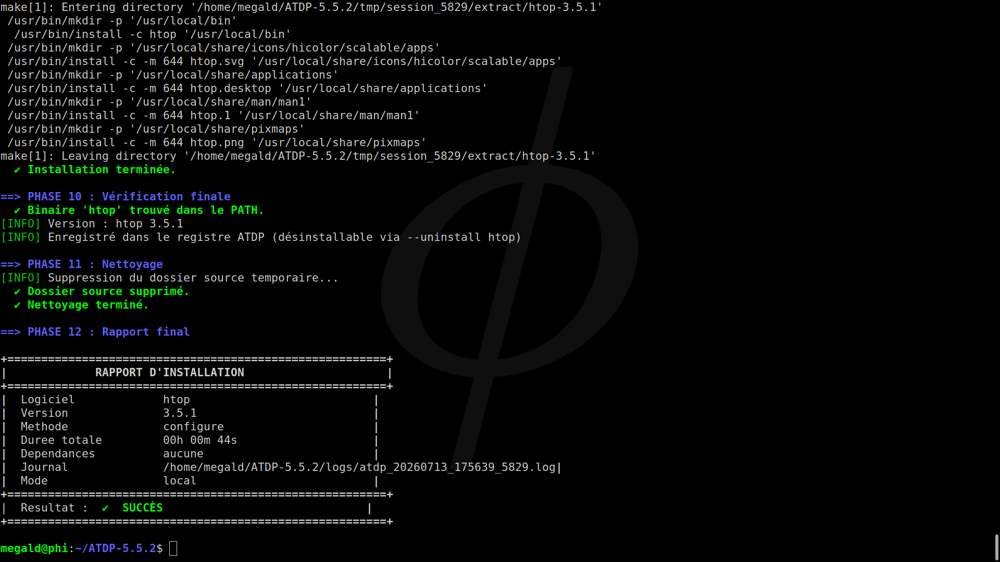 make[1]: Entering directory '/home/megald/ATDP-5.5.2/tmp/session_5829/extract/htop-3.5.1'
 /usr/bin/mkdir -p '/usr/local/bin'
  /usr/bin/install -c htop '/usr/local/bin'
 /usr/bin/mkdir -p '/usr/local/share/icons/hicolor/scalable/apps'
 /usr/bin/install -c -m 644 htop.svg '/usr/local/share/icons/hicolor/scalable/apps'
 /usr/bin/mkdir -p '/usr/local/share/applications'
 /usr/bin/install -c -m 644 htop.desktop '/usr/local/share/applications'
 /usr/bin/mkdir -p '/usr/local/share/man/man1'
 /usr/bin/install -c -m 644 htop.1 '/usr/local/share/man/man1'
 /usr/bin/mkdir -p '/usr/local/share/pixmaps'
 /usr/bin/install -c -m 644 htop.png '/usr/local/share/pixmaps'
make[1]: Leaving directory '/home/megald/ATDP-5.5.2/tmp/session_5829/extract/htop-3.5.1'
  ✔ Installation terminée.

==> PHASE 10 : Vérification finale
  ✔ Binaire 'htop' trouvé dans le PATH.
[INFO] Version : htop 3.5.1
[INFO] Enregistré dans le registre ATDP (désinstallable via --uninstall htop)

==> PHASE 11 : Nettoyage
[INFO] Suppression du dossier source temporaire...
  ✔ Dossier source supprimé.
  ✔ Nettoyage terminé.

==> PHASE 12 : Rapport final

+========================================================+
|             RAPPORT D'INSTALLATION                     |
+========================================================+
|  Logiciel             htop                           |
|  Version              3.5.1                          |
|  Methode              configure                      |
|  Duree totale         00h 00m 44s                    |
|  Dependances          aucune                         |
|  Journal              /home/megald/ATDP-5.5.2/logs/atdp_20260713_175639_5829.log|
|  Mode                 local                          |
+========================================================+
|  Resultat :  ✔  SUCCÈS                              |
+========================================================+

megald@phi:~/ATDP-5.5.2$